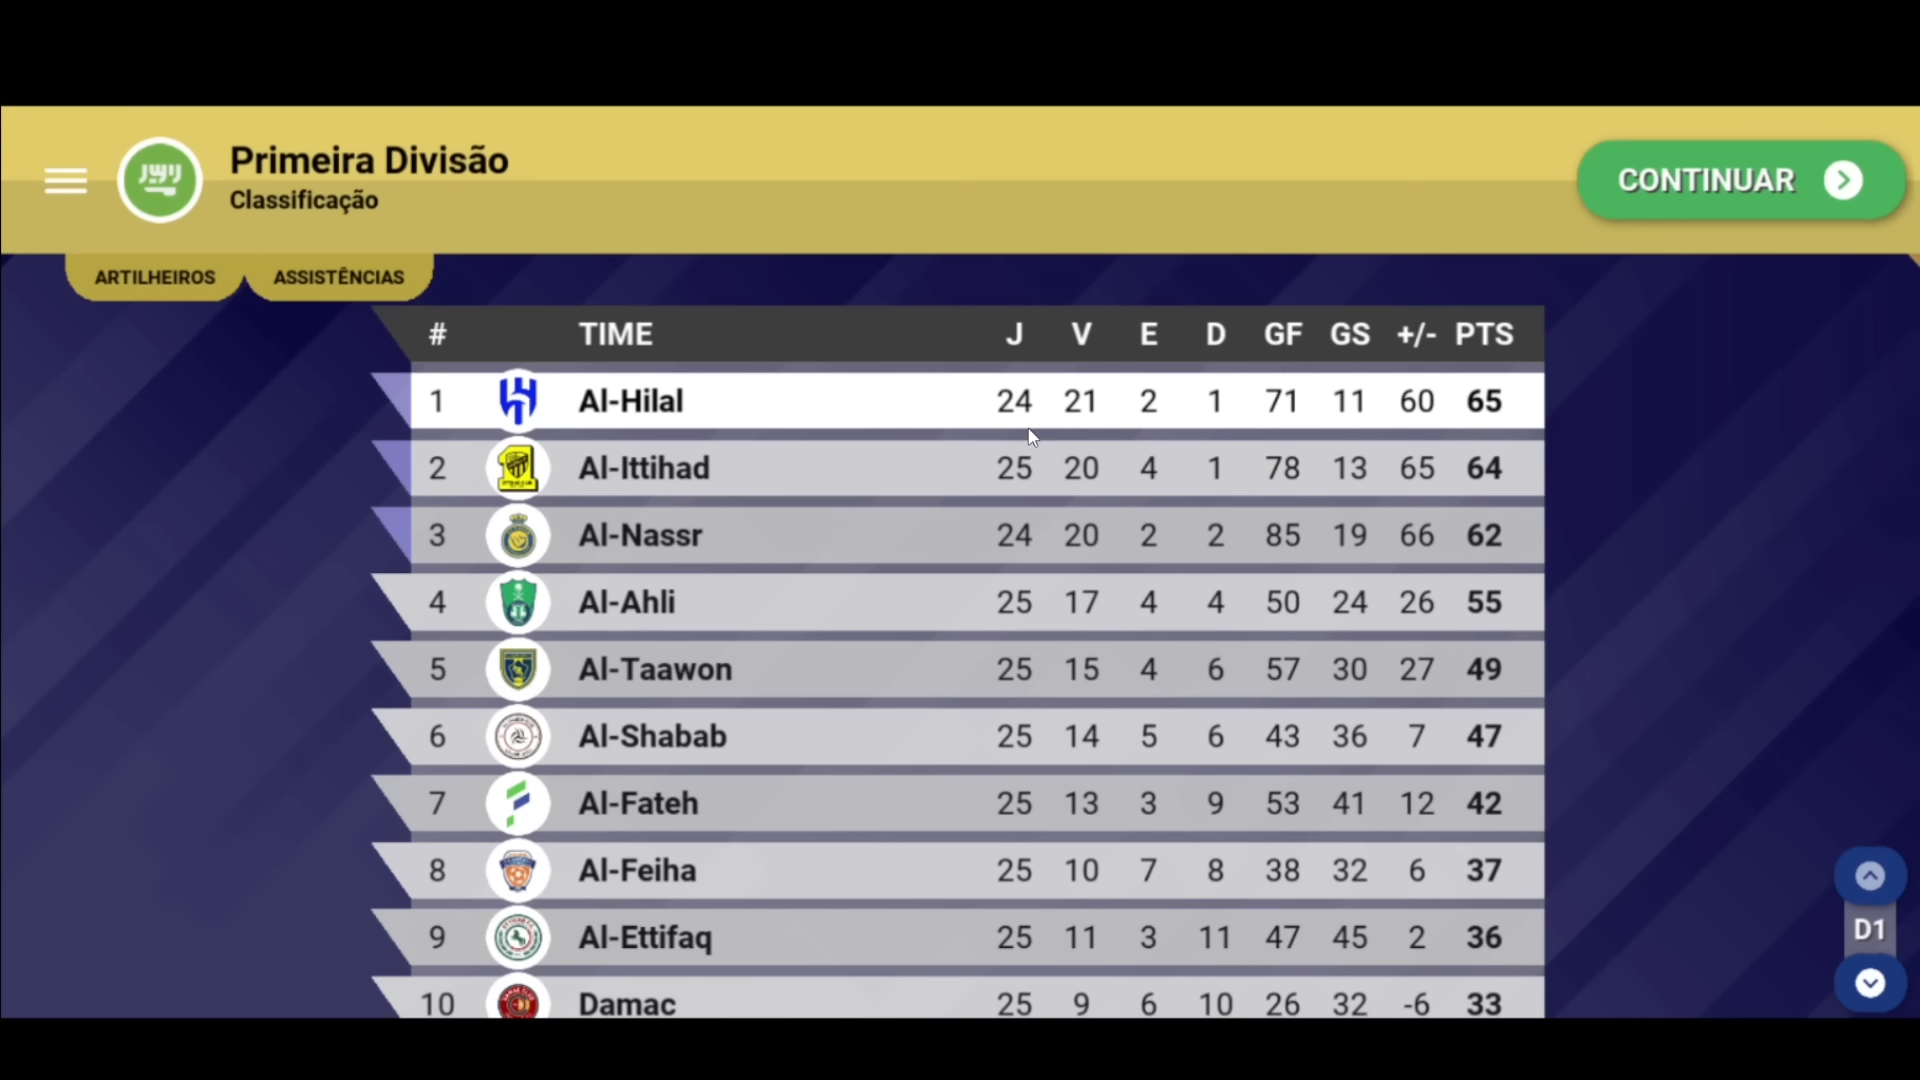 Primeira Divisão
Classificação
CONTINUAR
ARTILHEIROS ASSISTÊNCIAS
# TIME J V E D GF GS +/- PTS
1 Al-Hilal 24 21 2 1 71 11 60 65
2 Al-Ittihad 25 20 4 1 78 13 65 64
3 Al-Nassr 24 20 2 2 85 19 66 62
4 Al-Ahli 25 17 4 4 50 24 26 55
5 Al-Taawon 25 15 4 6 57 30 27 49
6 Al-Shabab 25 14 5 6 43 36 7 47
7 Al-Fateh 25 13 3 9 53 41 12 42
8 Al-Feiha 25 10 7 8 38 32 6 37
9 Al-Ettifaq 25 11 3 11 47 45 2 36
10 Damac 25 9 6 10 26 32 -6 33
D1